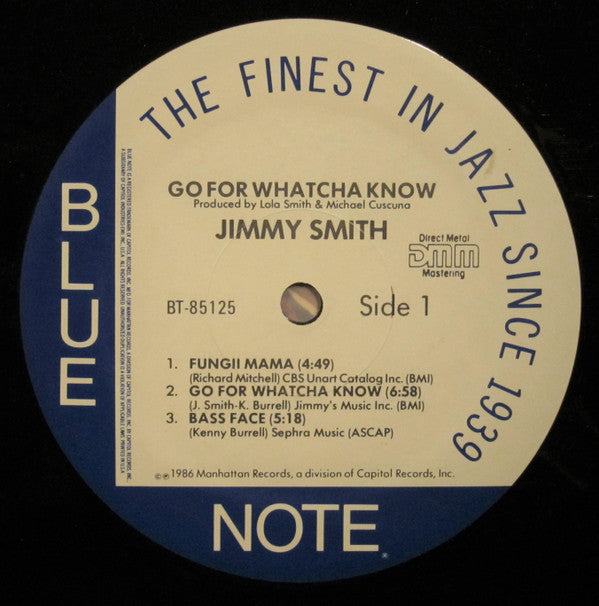 THE FINEST IN JAZZ SINCE 1939
GO FOR WHATCHA KNOW
Produced by Lola Smith & Michael Cuscuna
JIMMY SMiTH
Direct Metal
DMM
Mastering
BT-85125
Side 1
1. FUNGII MAMA (4:49)
(Richard Mitchell) CBS Unart Catalog Inc. (BMI)
2. GO FOR WHATCHA KNOW (6:58)
(J. Smith-K. Burrell) Jimmy's Music Inc. (BMI)
3. BASS FACE (5:18)
(Kenny Burrell) Sephra Music (ASCAP)
©℗1986 Manhattan Records, a division of Capitol Records, Inc.
BLUE
NOTE®